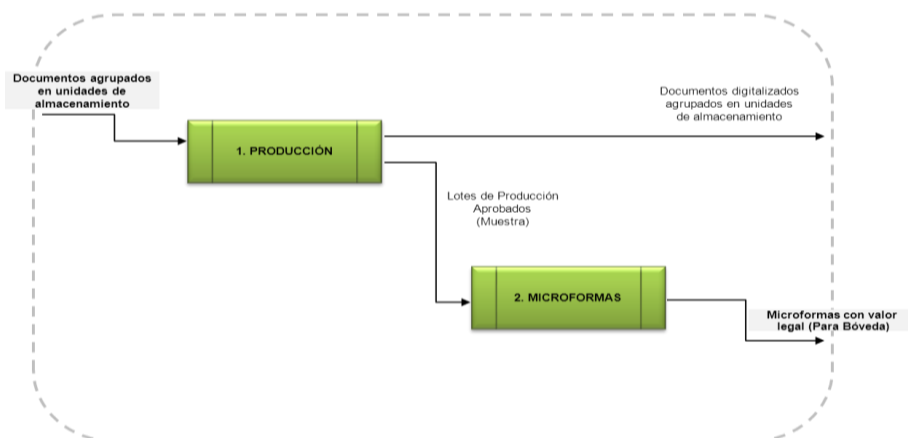 Documentos agrupados
en unidades de
almacenamiento
Documentos digitalizados
agrupados en unidades
de almacenamiento
1. PRODUCCIÓN
Lotes de Producción
Aprobados
(Muestra)
2. MICROFORMAS
Microformas con valor
legal (Para Bóveda)